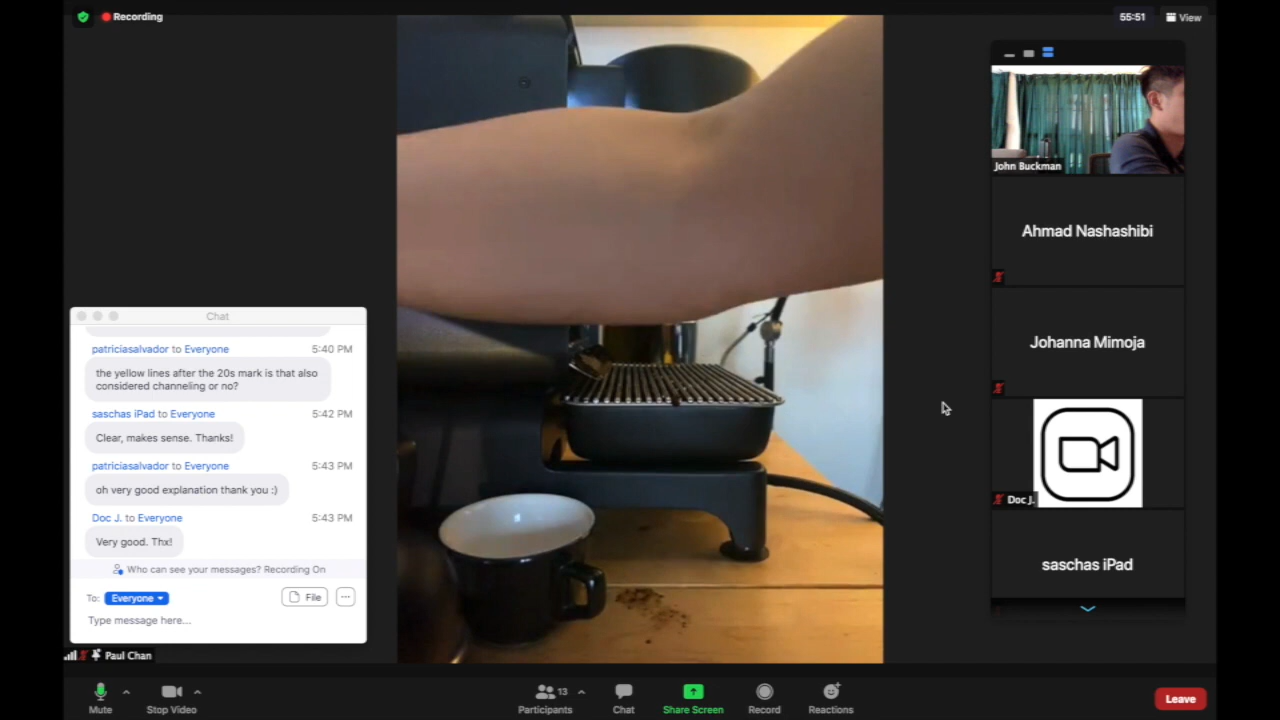 Recording
55:51
View
Chat
patriciasalvador to Everyone 5:40 PM
the yellow lines after the 20s mark is that also
considered channeling or no?
saschas iPad to Everyone 5:42 PM
Clear, makes sense. Thanks!
patriciasalvador to Everyone 5:43 PM
oh very good explanation thank you :)
Doc J. to Everyone 5:43 PM
Very good. Thx!
Who can see your messages? Recording On
To: Everyone
File
Type message here...
Paul Chan
John Buckman
Ahmad Nashashibi
Johanna Mimoja
Doc J.
saschas iPad
Mute
Stop Video
13
Participants
Chat
Share Screen
Record
Reactions
Leave